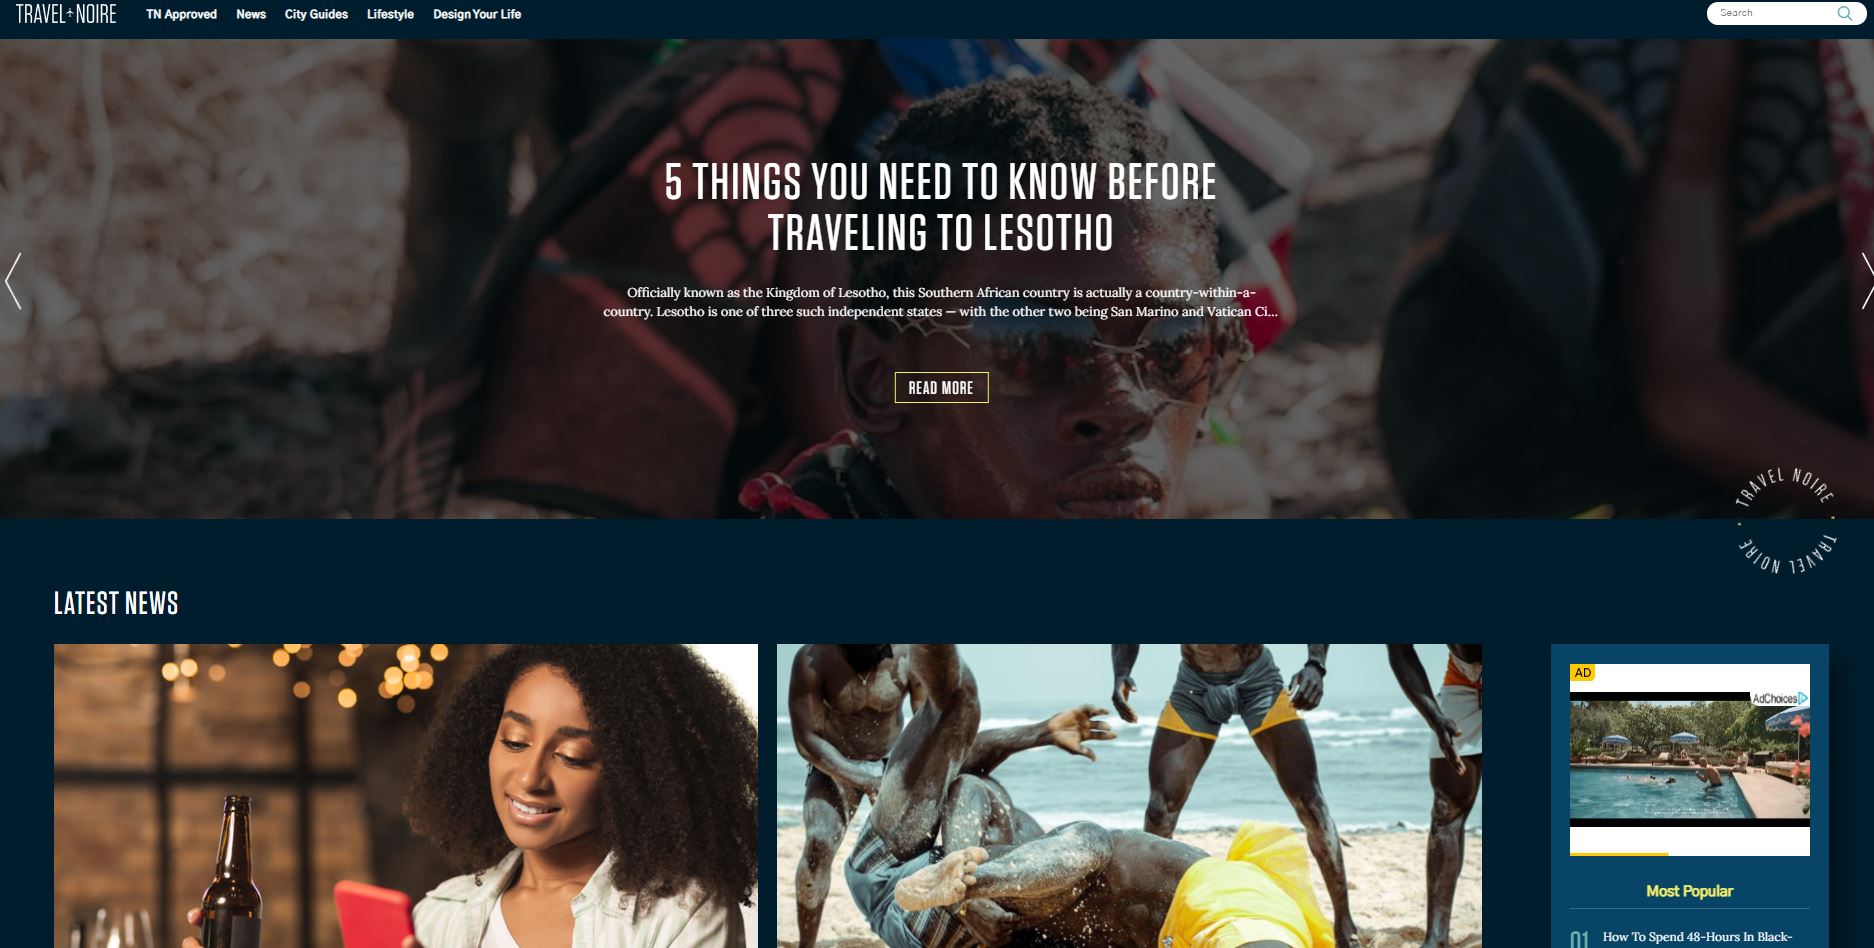 TRAVEL NOIRE
TN Approved News City Guides Lifestyle Design Your Life
Search
5 THINGS YOU NEED TO KNOW BEFORE
TRAVELING TO LESOTHO
Officially known as the Kingdom of Lesotho, this Southern African country is actually a country-within-a-
country. Lesotho is one of three such independent states — with the other two being San Marino and Vatican Ci...
READ MORE
TRAVEL NOIRE
TRAVEL NOIRE
LATEST NEWS
AD
AdChoices
Most Popular
01 How To Spend 48-Hours In Black-